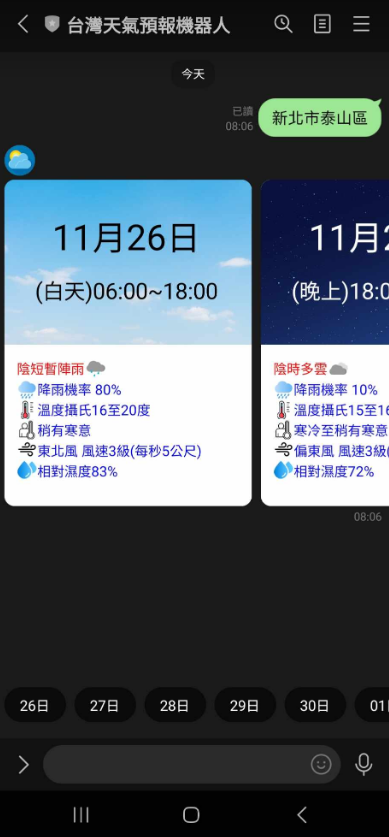 台灣天氣預報機器人
今天
已讀
08:06
新北市泰山區
11月26日
(白天)06:00~18:00
陰短暫陣雨
降雨機率 80%
溫度攝氏16至20度
稍有寒意
東北風 風速3級(每秒5公尺)
相對濕度83%
11月2
(晚上)18:0
陰時多雲
降雨機率 10%
溫度攝氏15至16
寒冷至稍有寒意
偏東風 風速3級(
相對濕度72%
08:06
26日
27日
28日
29日
30日
01